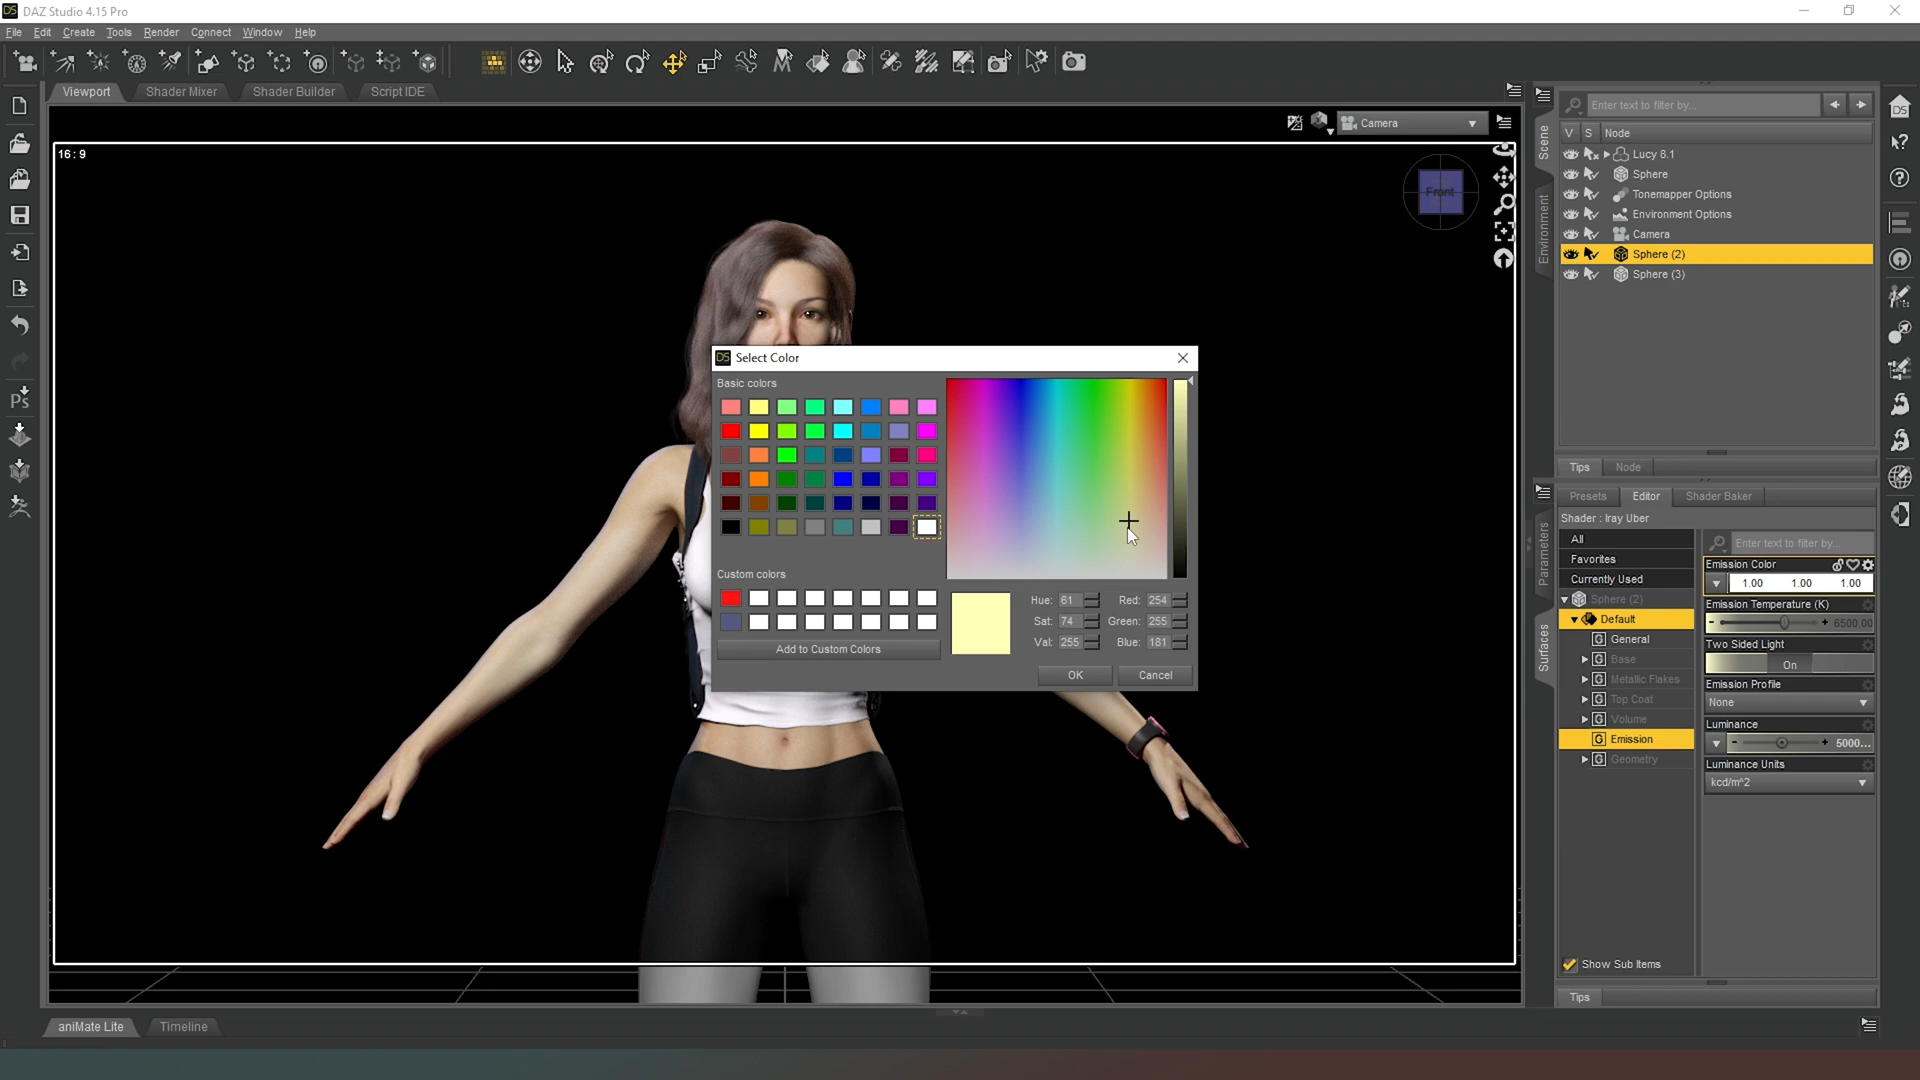 DAZ Studio 4.15 Pro
File Edit Create Tools Render Connect Window Help
Viewport Shader Mixer Shader Builder Script IDE
Camera
16 : 9
Front
Scene
Environment
Enter text to filter by...
V S Node
Lucy 8.1
Sphere
Tonemapper Options
Environment Options
Camera
Sphere (2)
Sphere (3)
Tips Node
Select Color
Basic colors
Custom colors
Add to Custom Colors
Hue: 61 Red: 254
Sat: 74 Green: 255
Val: 255 Blue: 181
OK Cancel
Parameters
Surfaces
Presets Editor Shader Baker
Shader : Iray Uber
All
Favorites
Currently Used
Sphere (2)
Default
General
Base
Metallic Flakes
Top Coat
Volume
Emission
Geometry
Show Sub Items
Enter text to filter by...
Emission Color
1.00 1.00 1.00
Emission Temperature (K)
6500.00
Two Sided Light
On
Emission Profile
None
Luminance
5000...
Luminance Units
kcd/m^2
Tips
aniMate Lite Timeline